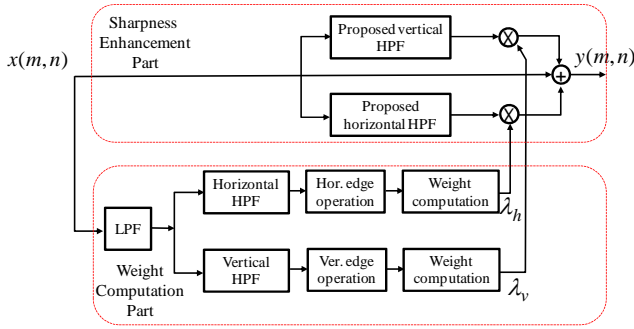 Sharpness
Enhancement
Part
Proposed vertical
HPF
x(m,n)
y(m,n)
Proposed
horizontal HPF
Horizontal
HPF
Hor. edge
operation
Weight
computation
λh
LPF
Vertical
HPF
Ver. edge
operation
Weight
computation
λv
Weight
Computation
Part